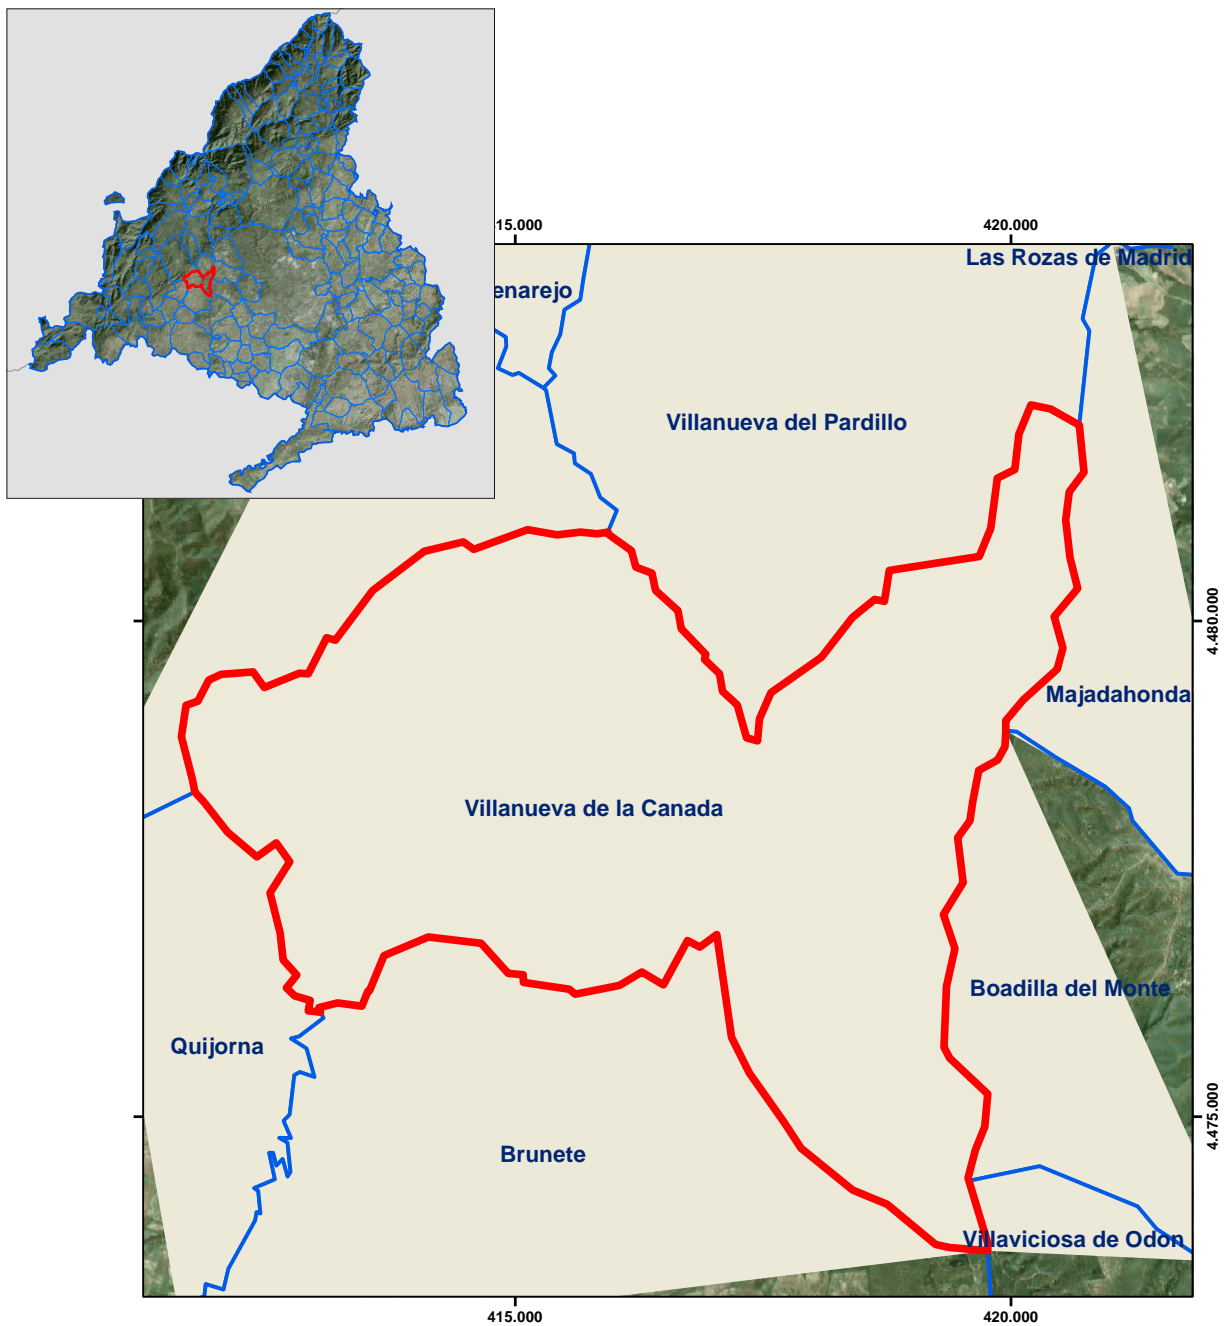 415.000
420.000
Las Rozas de Madrid
enarejo
Villanueva del Pardillo
4.480.000
Majadahonda
Villanueva de la Canada
Boadilla del Monte
Quijorna
4.475.000
Brunete
Villaviciosa de Odon
415.000
420.000